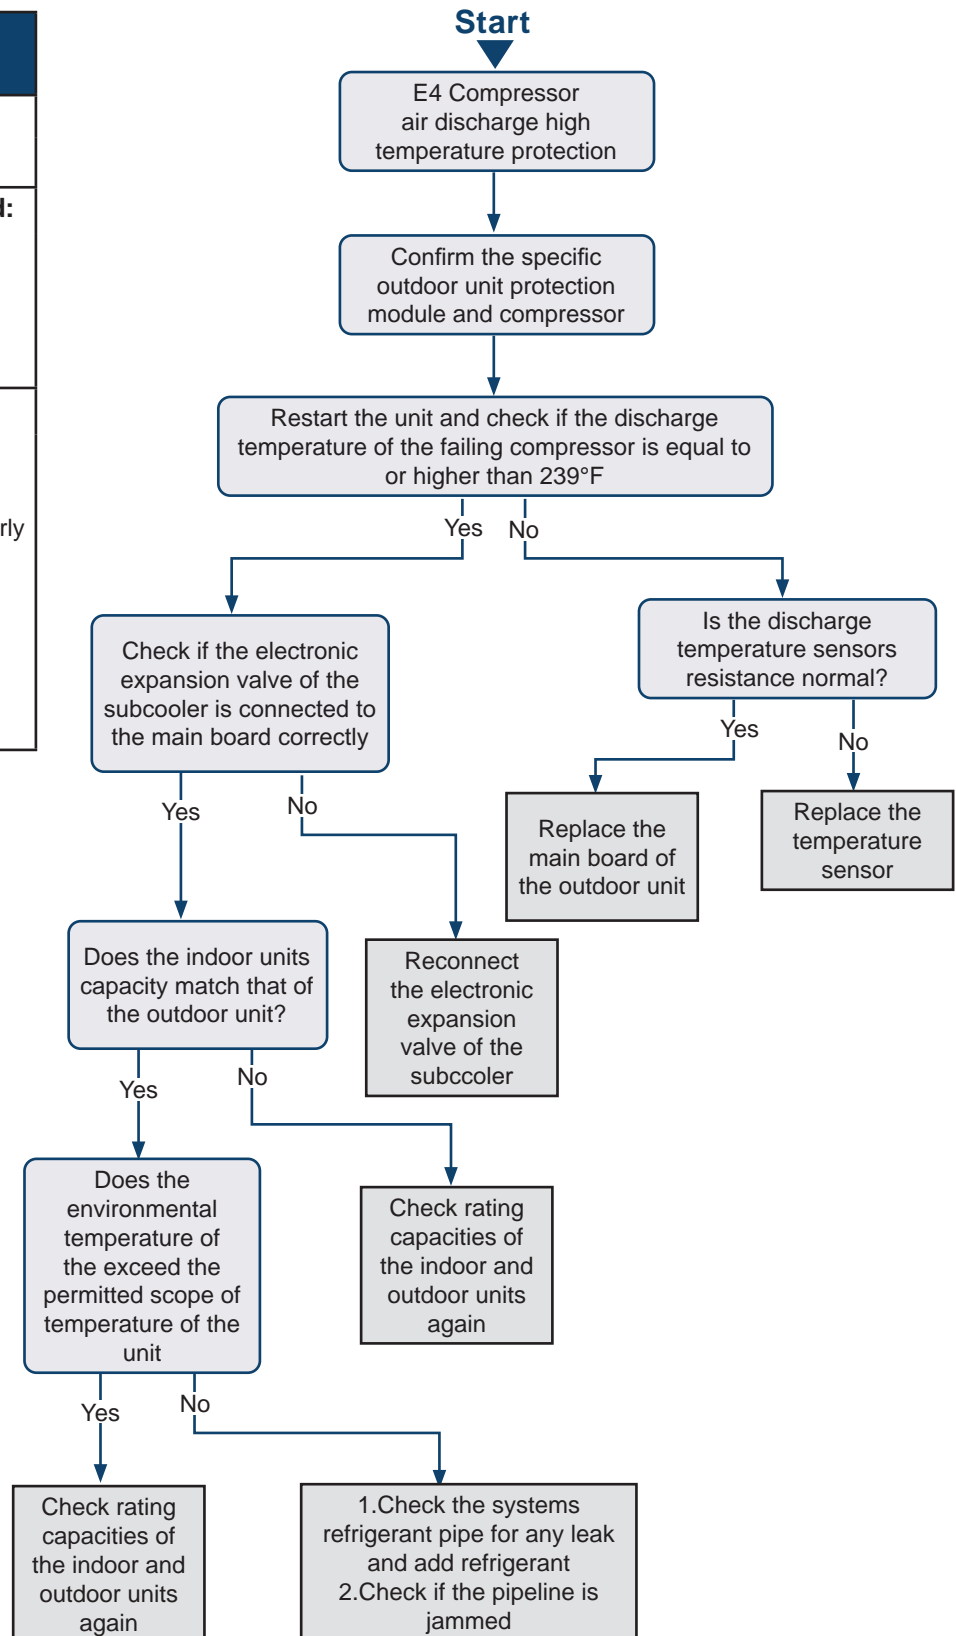 d:
rly
Start
E4 Compressor
air discharge high
temperature protection
Confirm the specific
outdoor unit protection
module and compressor
Restart the unit and check if the discharge
temperature of the failing compressor is equal to
or higher than 239°F
Yes
No
Check if the electronic
expansion valve of the
subcooler is connected to
the main board correctly
Is the discharge
temperature sensors
resistance normal?
Yes
No
Yes
No
Replace the
main board of
the outdoor unit
Replace the
temperature
sensor
Does the indoor units
capacity match that of
the outdoor unit?
Reconnect
the electronic
expansion
valve of the
subccoler
Yes
No
Does the
environmental
temperature of
the exceed the
permitted scope of
temperature of the
unit
Check rating
capacities of
the indoor and
outdoor units
again
Yes
No
Check rating
capacities of
the indoor and
outdoor units
again
1.Check the systems
refrigerant pipe for any leak
and add refrigerant
2.Check if the pipeline is
jammed